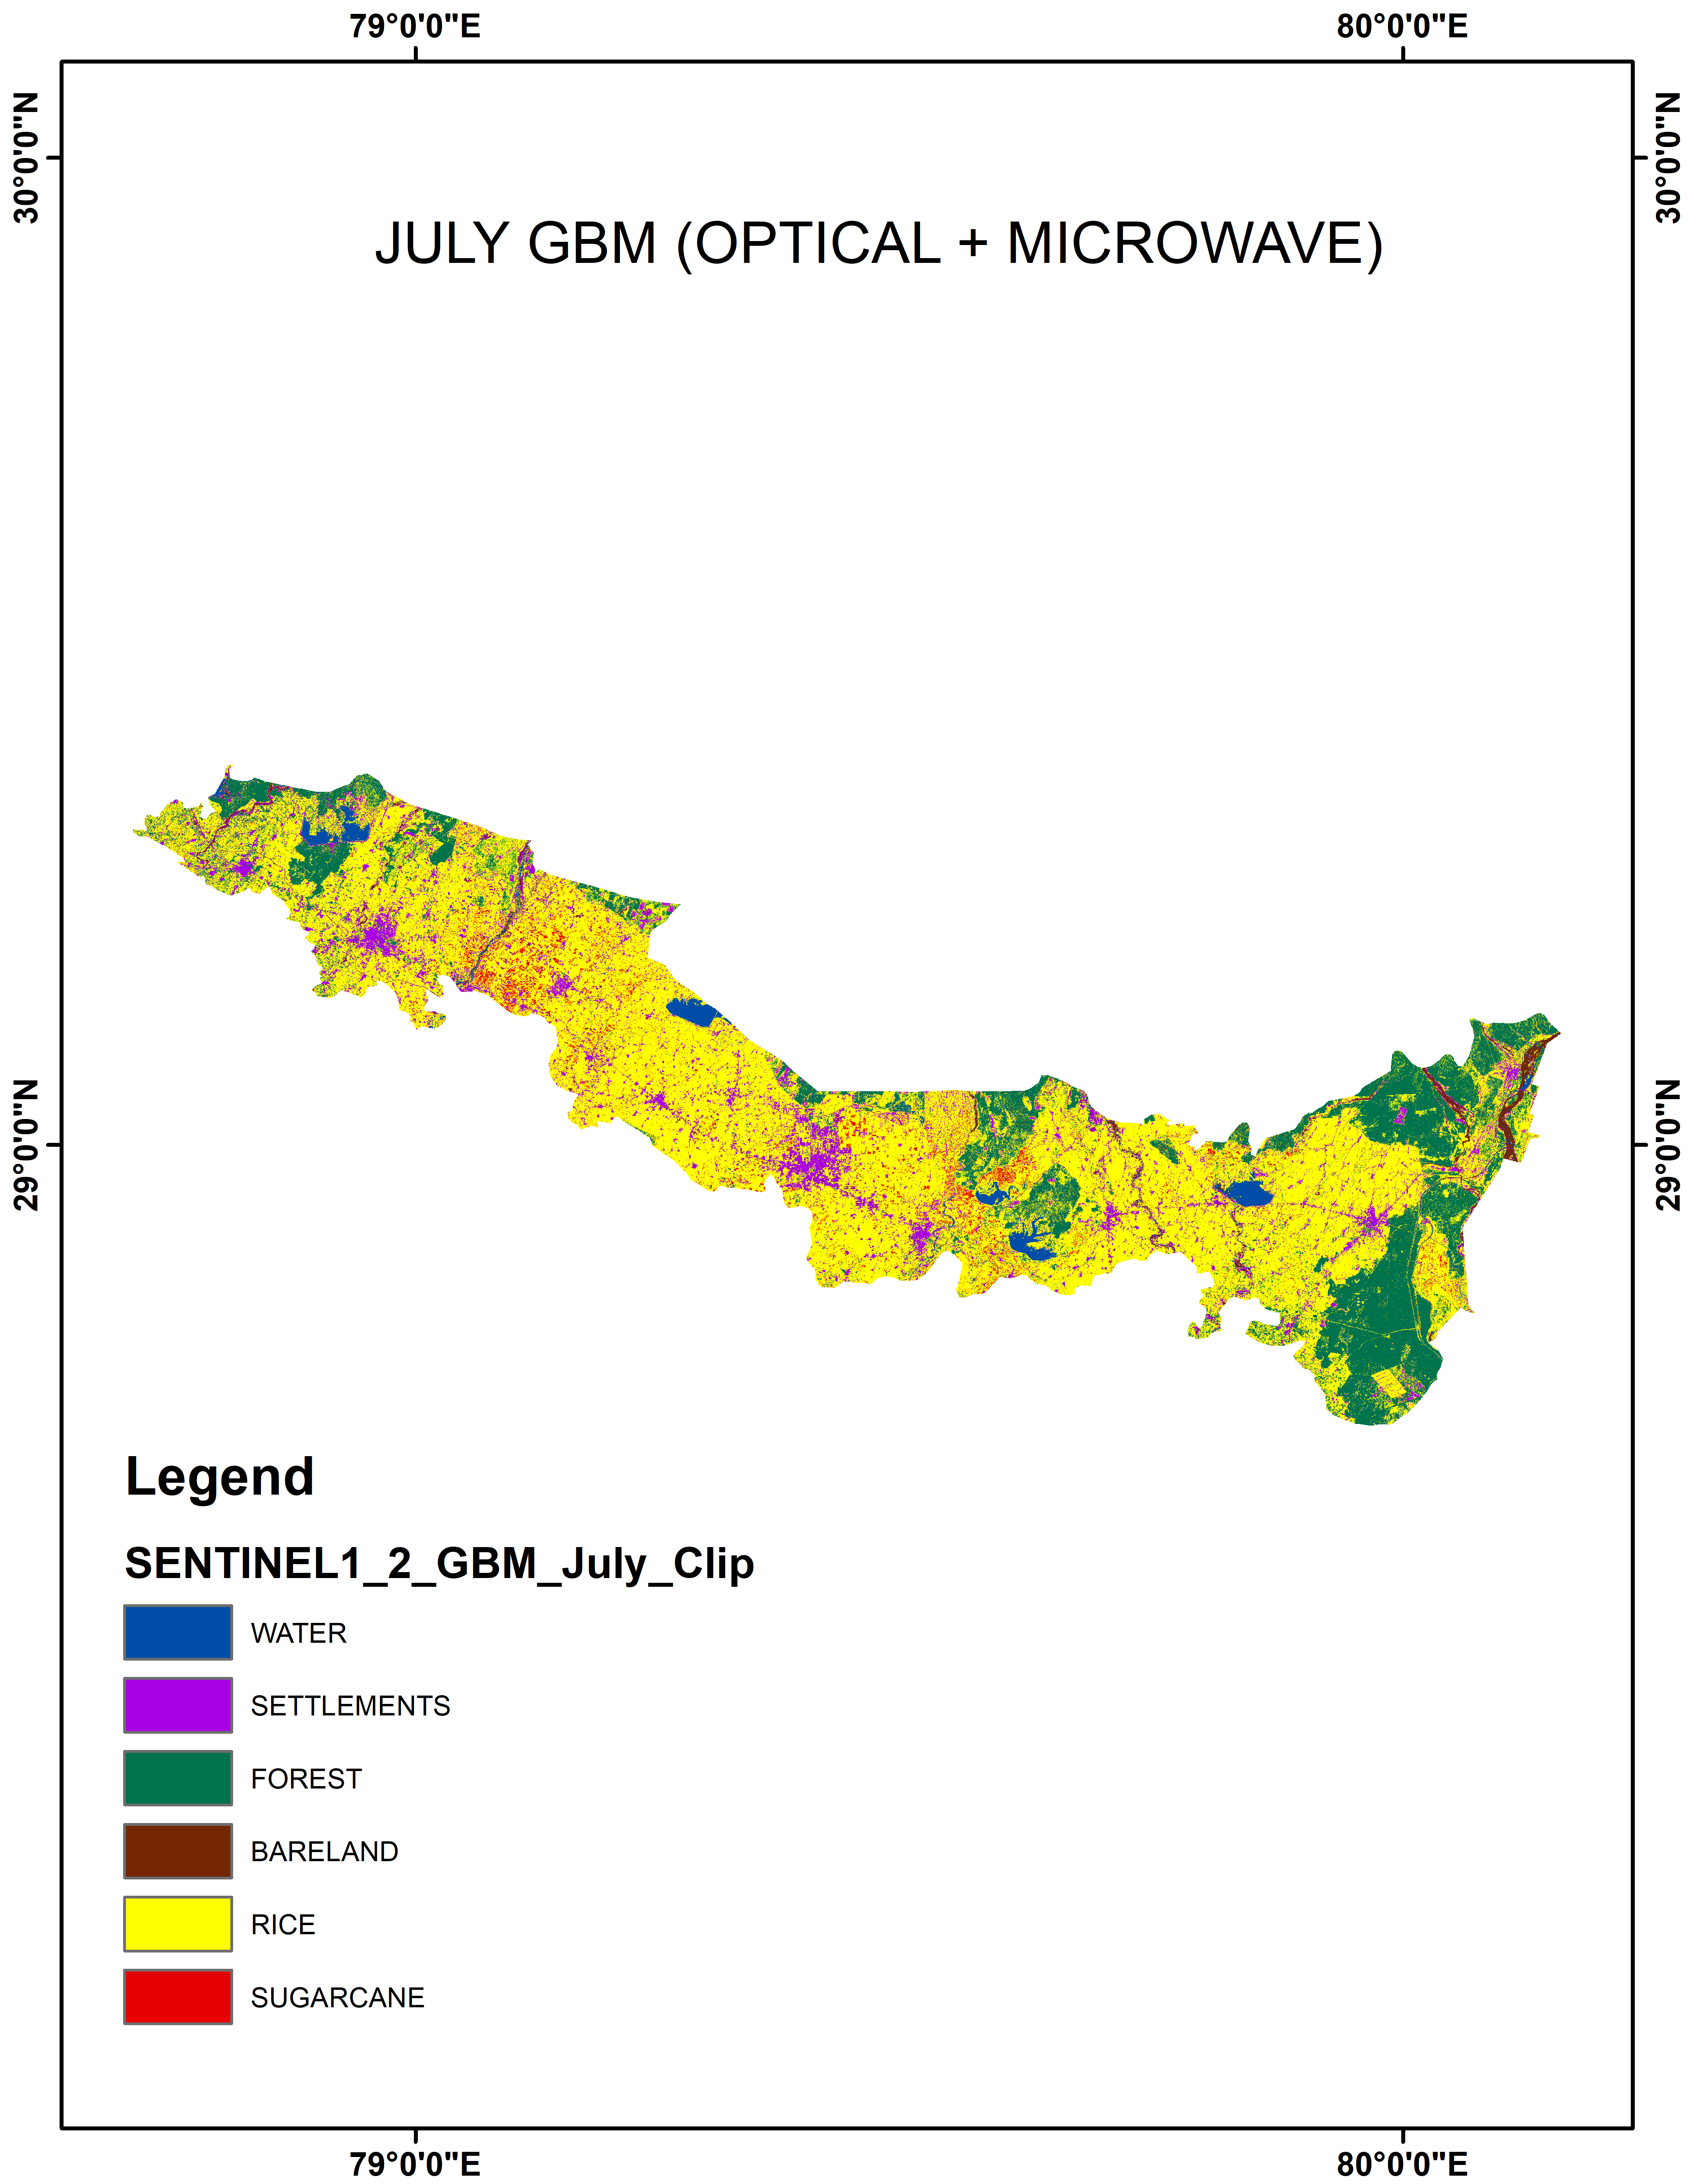 79°0'0"E 80°0'0"E
30°0'0"N 30°0'0"N
JULY GBM (OPTICAL + MICROWAVE)
29°0'0"N 29°0'0"N
Legend
SENTINEL1_2_GBM_July_Clip
WATER
SETTLEMENTS
FOREST
BARELAND
RICE
SUGARCANE
79°0'0"E 80°0'0"E